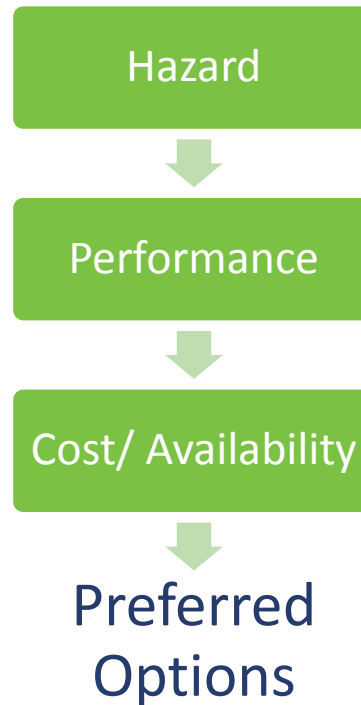 Hazard
Performance
Cost/ Availability
Preferred
Options